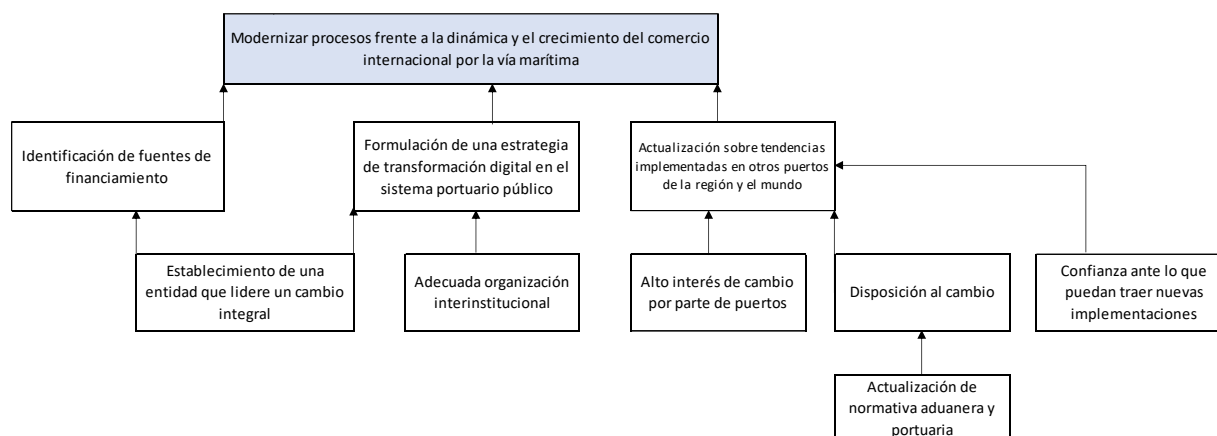 Modernizar procesos frente a la dinámica y el crecimiento del comercio
internacional por la vía marítima
Identificación de fuentes de
financiamiento
Formulación de una estrategia
de transformación digital en el
sistema portuario público
Actualización sobre tendencias
implementadas en otros puertos
de la región y el mundo
Establecimiento de una
entidad que lidere un cambio
integral
Adecuada organización
interinstitucional
Alto interés de cambio
por parte de puertos
Disposición al cambio
Confianza ante lo que
puedan traer nuevas
implementaciones
Actualización de
normativa aduanera y
portuaria